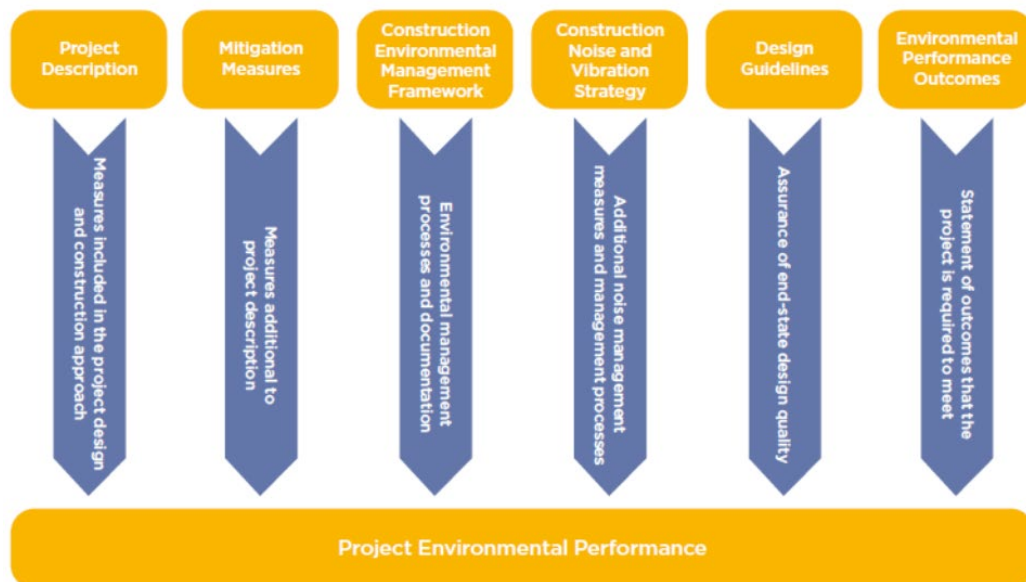 Project
Description
Mitigation
Measures
Construction
Environmental
Management
Framework
Construction
Noise and
Vibration
Strategy
Design
Guidelines
Environmental
Performance
Outcomes
Measures included in the project design
and construction approach
Measures additional to
project description
Environmental management
processes and documentation
Additional noise management
measures and management processes
Assurance of end-state design quality
Statement of outcomes that the
project is required to meet
Project Environmental Performance